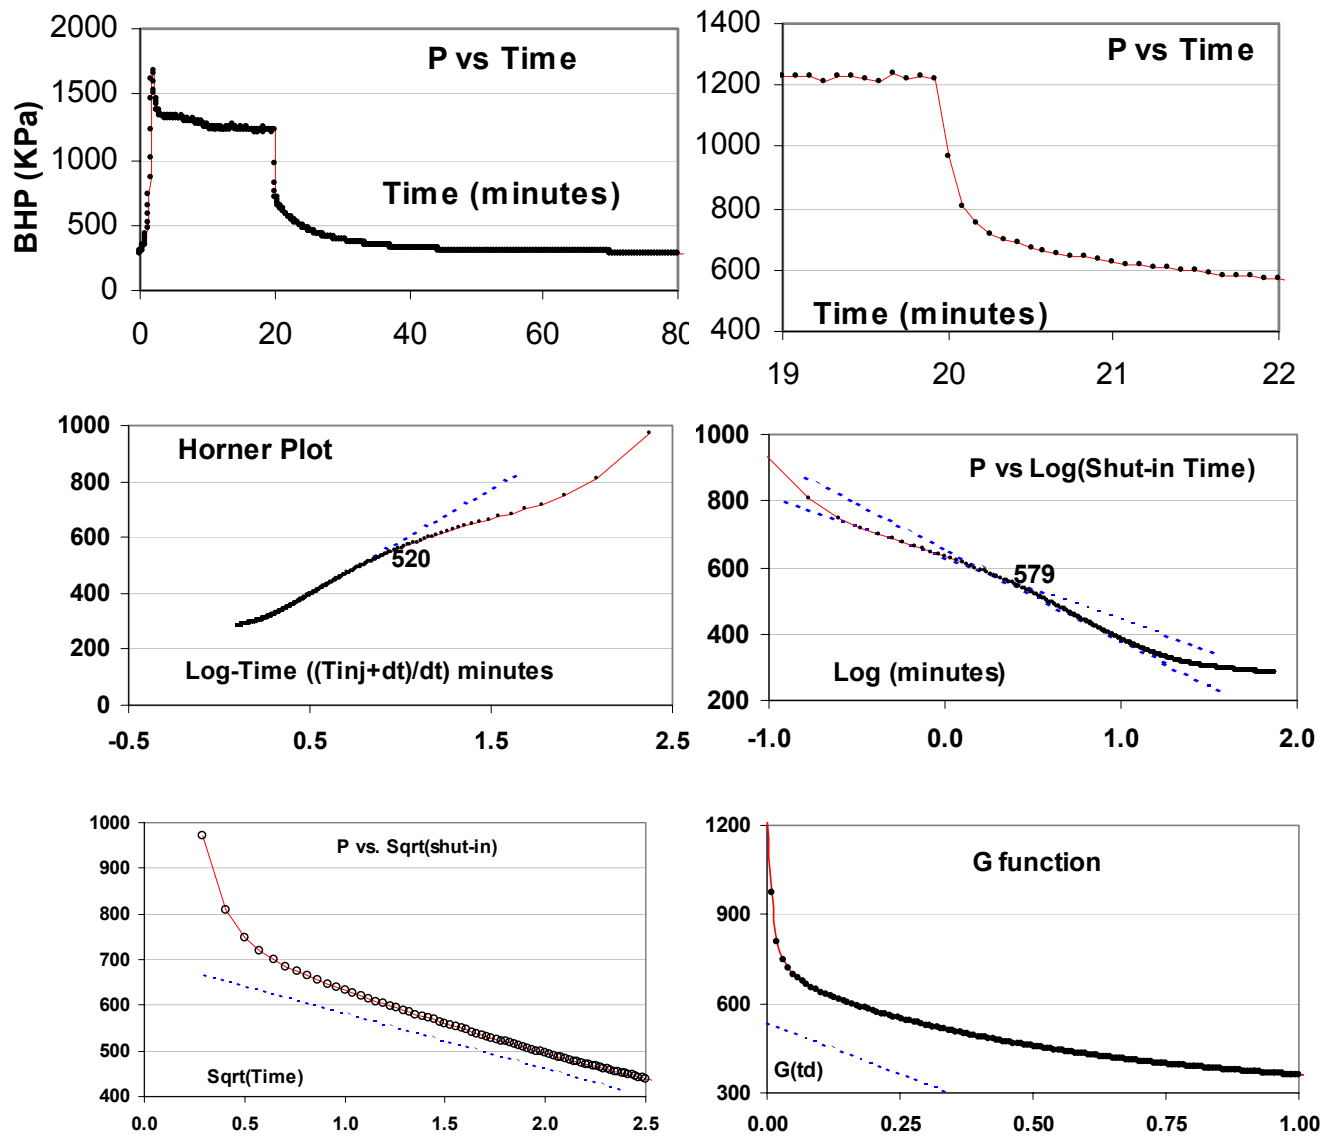 2000
1500
1000
500
0
BHP (KPa)
P vs Time
Time (minutes)
0 20 40 60 80
1400
1200
1000
800
600
400
P vs Time
Time (minutes)
19 20 21 22
1000
800
600
400
200
0
Horner Plot
520
Log-Time ((Tinj+dt)/dt) minutes
-0.5 0.5 1.5 2.5
1000
800
600
400
200
P vs Log(Shut-in Time)
579
Log (minutes)
-1.0 0.0 1.0 2.0
1000
900
800
700
600
500
400
P vs. Sqrt(shut-in)
Sqrt(Time)
0.0 0.5 1.0 1.5 2.0 2.5
1200
900
600
300
G function
G(td)
0.00 0.25 0.50 0.75 1.00